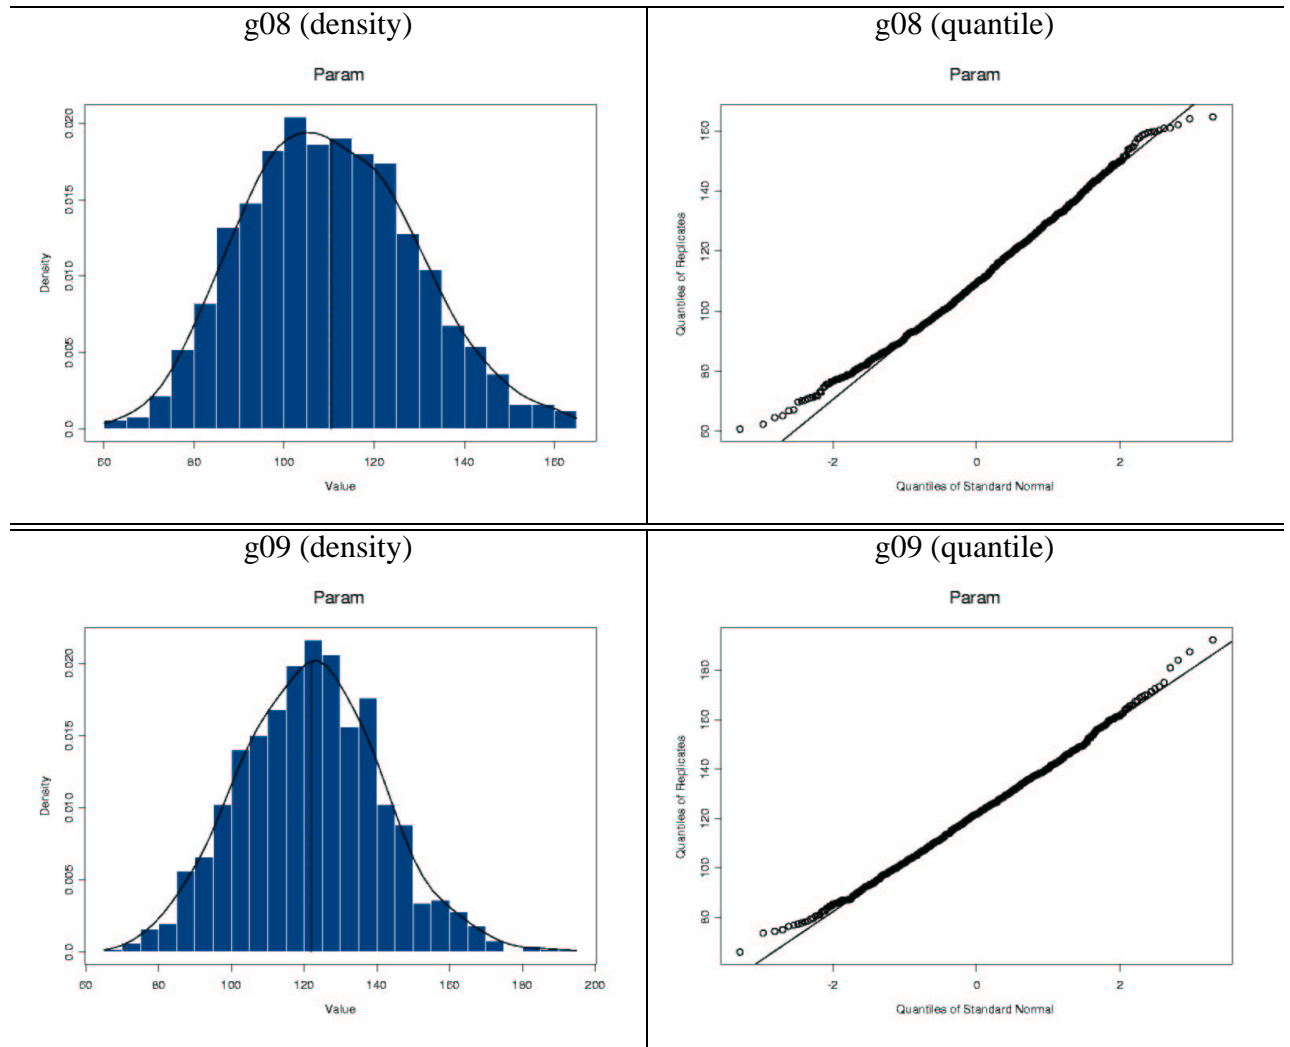 g08 (density)
g08 (quantile)
Param
0.020
0.015
0.010
0.005
0.0
Density
60 80 100 120 140 160
Value
Param
160
140
120
100
80
60
Quantiles of Replicates
-2 0 2
Quantiles of Standard Normal
g09 (density)
g09 (quantile)
Param
0.020
0.015
0.010
0.005
0.0
Density
60 80 100 120 140 160 180 200
Value
Param
180
160
140
120
100
80
Quantiles of Replicates
-2 0 2
Quantiles of Standard Normal